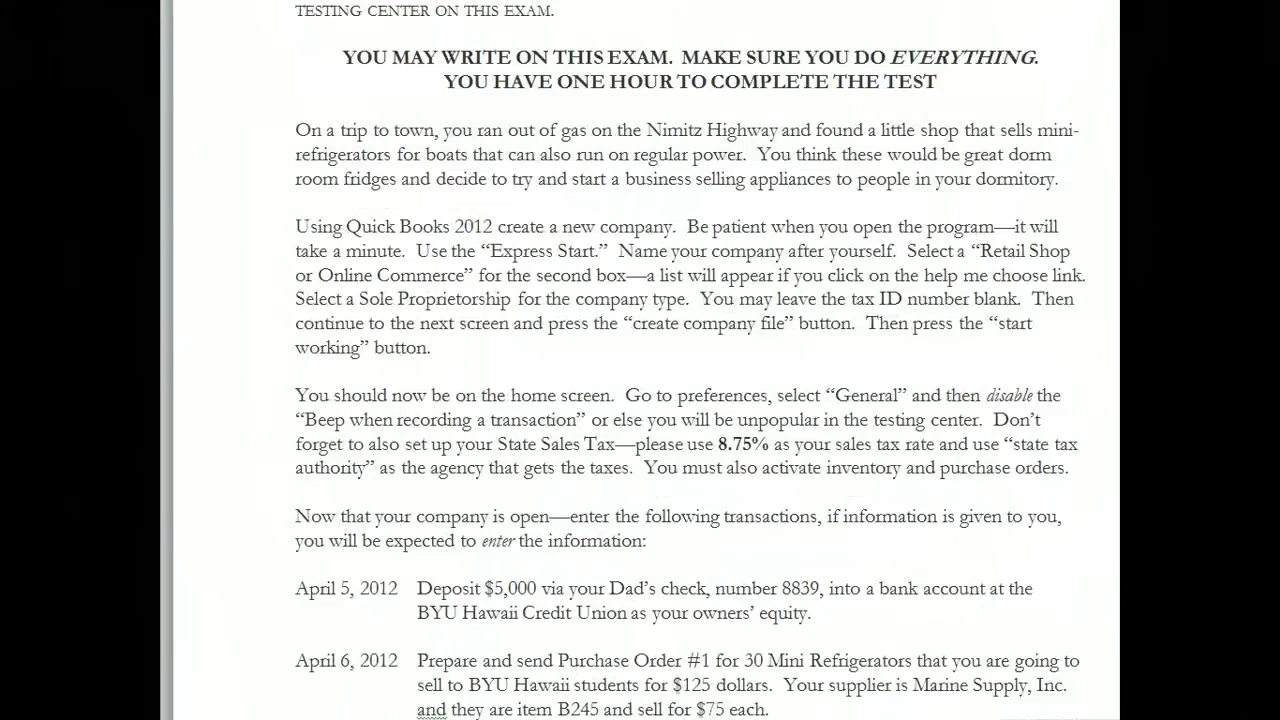 TESTING CENTER ON THIS EXAM.
YOU MAY WRITE ON THIS EXAM. MAKE SURE YOU DO EVERYTHING.
YOU HAVE ONE HOUR TO COMPLETE THE TEST
On a trip to town, you ran out of gas on the Nimitz Highway and found a little shop that sells mini-
refrigerators for boats that can also run on regular power. You think these would be great dorm
room fridges and decide to try and start a business selling appliances to people in your dormitory.
Using Quick Books 2012 create a new company. Be patient when you open the program—it will
take a minute. Use the “Express Start.” Name your company after yourself. Select a “Retail Shop
or Online Commerce” for the second box—a list will appear if you click on the help me choose link.
Select a Sole Proprietorship for the company type. You may leave the tax ID number blank. Then
continue to the next screen and press the “create company file” button. Then press the “start
working” button.
You should now be on the home screen. Go to preferences, select “General” and then disable the
“Beep when recording a transaction” or else you will be unpopular in the testing center. Don’t
forget to also set up your State Sales Tax—please use 8.75% as your sales tax rate and use “state tax
authority” as the agency that gets the taxes. You must also activate inventory and purchase orders.
Now that your company is open—enter the following transactions, if information is given to you,
you will be expected to enter the information:
April 5, 2012 Deposit $5,000 via your Dad’s check, number 8839, into a bank account at the
BYU Hawaii Credit Union as your owners’ equity.
April 6, 2012 Prepare and send Purchase Order #1 for 30 Mini Refrigerators that you are going to
sell to BYU Hawaii students for $125 dollars. Your supplier is Marine Supply, Inc.
and they are item B245 and sell for $75 each.